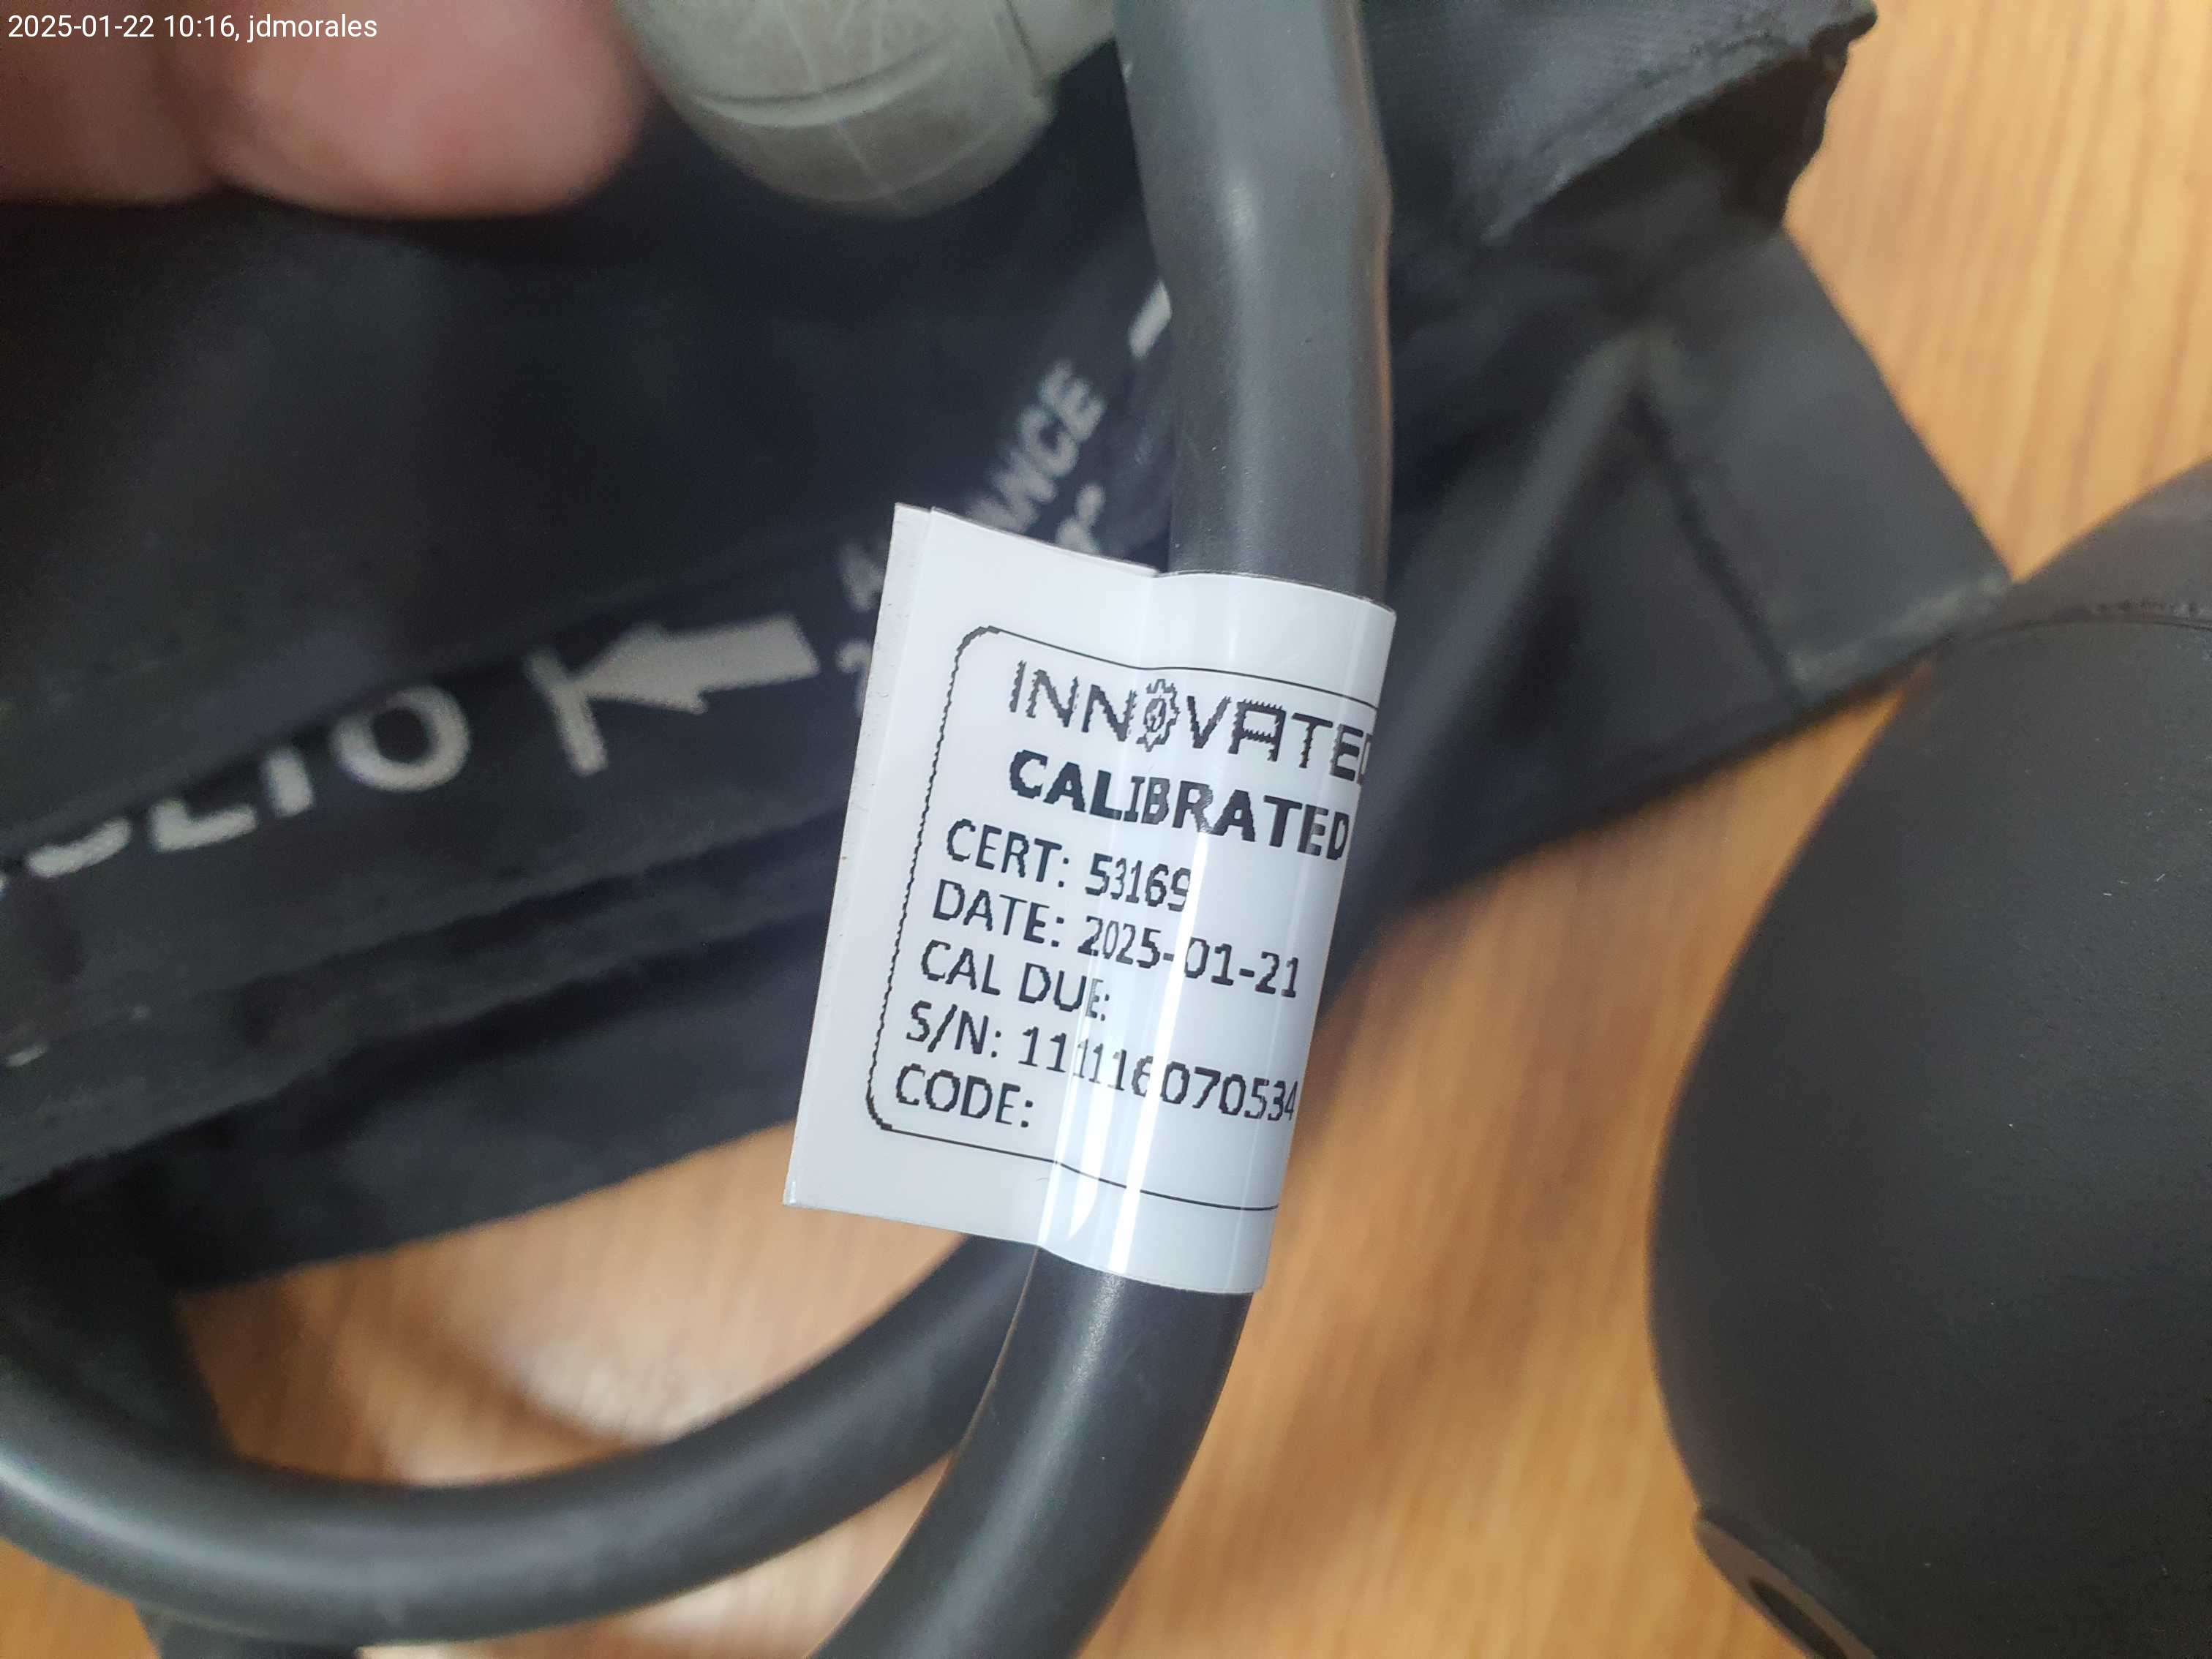 2025-01-22 10:16, jdmorales
INNOVATED
CALIBRATED
CERT: 53169
DATE: 2025-01-21
CAL DUE:
S/N: 111116070534
CODE: